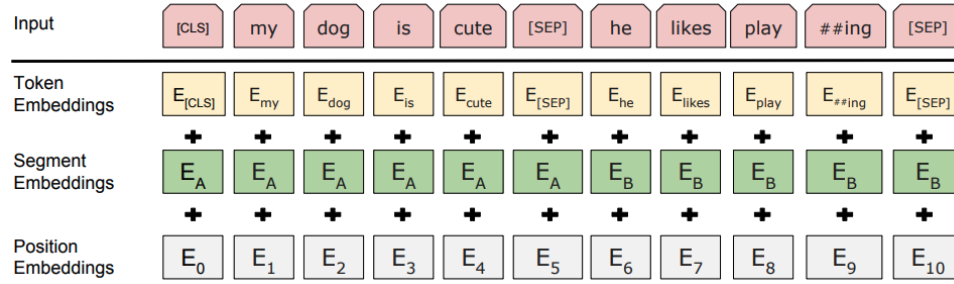 Input [CLS] my dog is cute [SEP] he likes play ##ing [SEP]
Token Embeddings E[CLS] Emy Edog Eis Ecute E[SEP] Ehe Elikes Eplay E##ing E[SEP]
+ + + + + + + + + + +
Segment Embeddings EA EA EA EA EA EA EB EB EB EB EB
+ + + + + + + + + + +
Position Embeddings E0 E1 E2 E3 E4 E5 E6 E7 E8 E9 E10